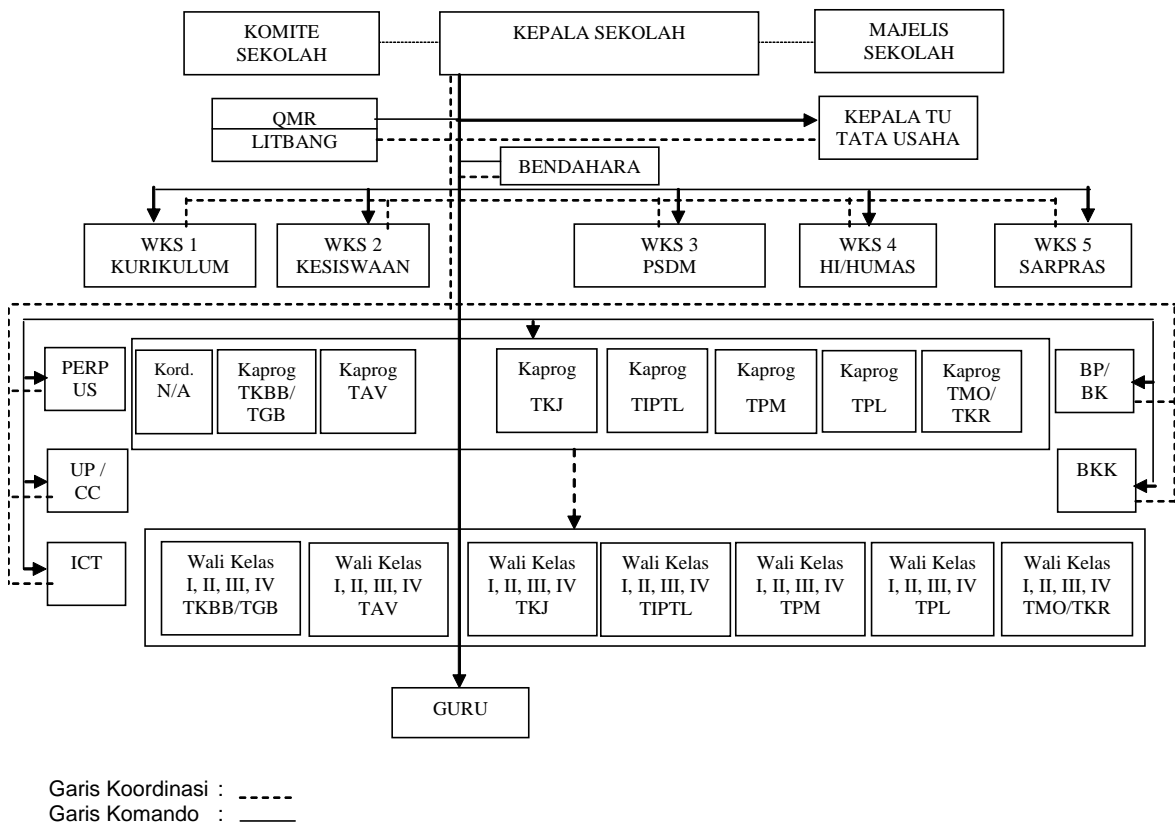 KOMITE
SEKOLAH
KEPALA SEKOLAH
MAJELIS
SEKOLAH
QMR
LITBANG
KEPALA TU
TATA USAHA
BENDAHARA
WKS 1
KURIKULUM
WKS 2
KESISWAAN
WKS 3
PSDM
WKS 4
HI/HUMAS
WKS 5
SARPRAS
PERP
US
Kord.
N/A
Kaprog
TKBB/
TGB
Kaprog
TAV
Kaprog
TKJ
Kaprog
TIPTL
Kaprog
TPM
Kaprog
TPL
Kaprog
TMO/
TKR
BP/
BK
UP /
CC
BKK
ICT
Wali Kelas
I, II, III, IV
TKBB/TGB
Wali Kelas
I, II, III, IV
TAV
Wali Kelas
I, II, III, IV
TKJ
Wali Kelas
I, II, III, IV
TIPTL
Wali Kelas
I, II, III, IV
TPM
Wali Kelas
I, II, III, IV
TPL
Wali Kelas
I, II, III, IV
TMO/TKR
GURU
Garis Koordinasi :
Garis Komando :